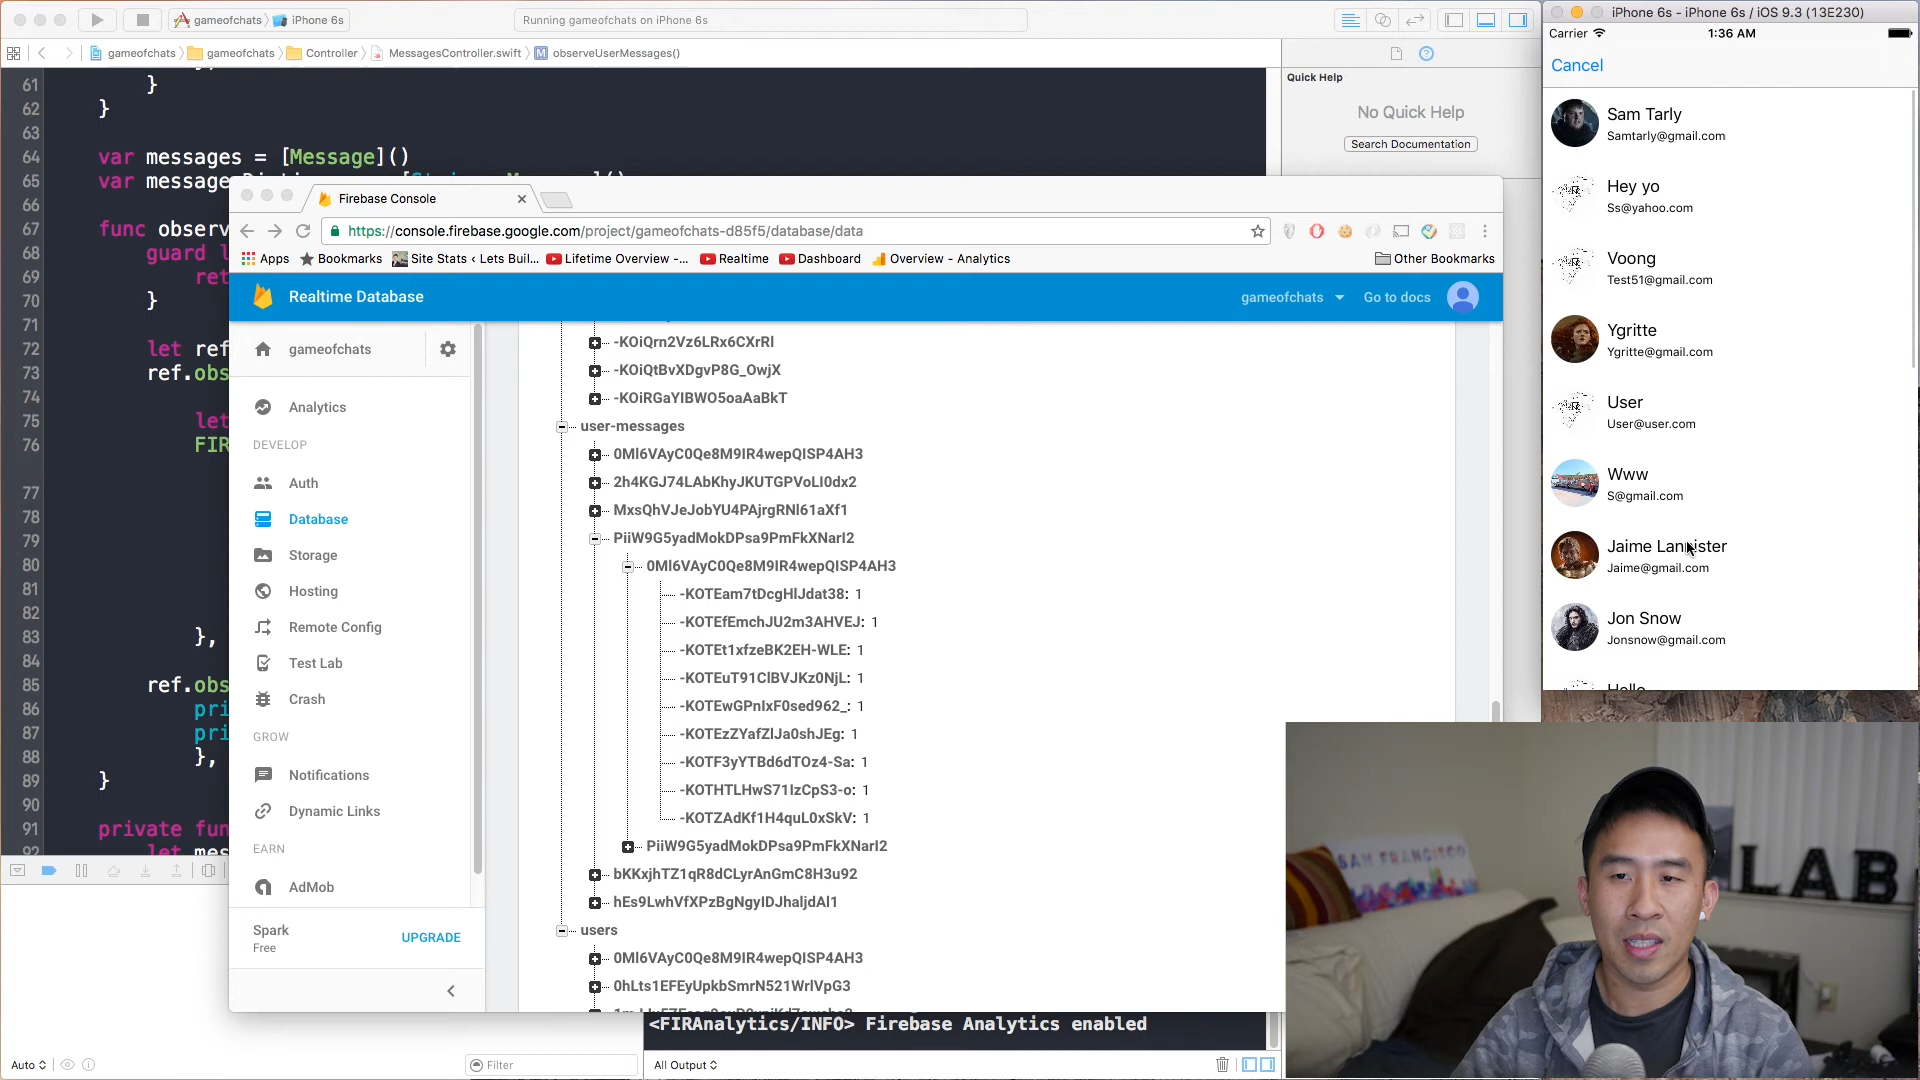 gameofchats
iPhone 6s
Running gameofchats on iPhone 6s
gameofchats
gameofchats
Controller
MessagesController.swift
M
observeUserMessages()
61 }
62 }
63
64 var messages = [Message]()
65 var message
66
67 func observ
68 guard l
69 ret
70 }
71
72 let ref
73 ref.obs
74
75 let
76 FIR
77
78
79
80
81
82
83 },
84
85 ref.obs
86 pri
87 pri
88 },
89 }
90
91 private fun
92 let mes
Quick Help
No Quick Help
Search Documentation
Firebase Console
https://console.firebase.google.com/project/gameofchats-d85f5/database/data
Apps
Bookmarks
Site Stats ‹ Lets Buil...
Lifetime Overview -...
Realtime
Dashboard
Overview - Analytics
Other Bookmarks
Realtime Database
gameofchats
Go to docs
gameofchats
Analytics
DEVELOP
Auth
Database
Storage
Hosting
Remote Config
Test Lab
Crash
GROW
Notifications
Dynamic Links
EARN
AdMob
Spark
Free
UPGRADE
-KOiQrn2Vz6LRx6CXrRl
-KOiQtBvXDgvP8G_OwjX
-KOiRGaYIBWO5oaAaBkT
user-messages
0Ml6VAyC0Qe8M9IR4wepQISP4AH3
2h4KGJ74LAbKhyJKUTGPVoLI0dx2
MxsQhVJeJobYU4PAjrgRNl61aXf1
PiiW9G5yadMokDPsa9PmFkXNarI2
0Ml6VAyC0Qe8M9IR4wepQISP4AH3
-KOTEam7tDcgHlJdat38: 1
-KOTEfEmchJU2m3AHVEJ: 1
-KOTEt1xfzeBK2EH-WLE: 1
-KOTEuT91ClBVJKz0NjL: 1
-KOTEwGPnIxF0sed962_: 1
-KOTEzZYafZlJa0shJEg: 1
-KOTF3yYTBd6dTOz4-Sa: 1
-KOTHTLHwS71IzCpS3-o: 1
-KOTZAdKf1H4quL0xSkV: 1
PiiW9G5yadMokDPsa9PmFkXNarI2
bKKxjhTZ1qR8dCLyrAnGmC8H3u92
hEs9LwhVfXPzBgNgyIDJhaljdAl1
users
0Ml6VAyC0Qe8M9IR4wepQISP4AH3
0hLts1EFEyUpkbSmrN521WrlVpG3
<FIRAnalytics/INFO> Firebase Analytics enabled
Auto
Filter
All Output
iPhone 6s - iPhone 6s / iOS 9.3 (13E230)
Carrier
1:36 AM
Cancel
Sam Tarly
Samtarly@gmail.com
Hey yo
Ss@yahoo.com
Voong
Test51@gmail.com
Ygritte
Ygritte@gmail.com
User
User@user.com
Www
S@gmail.com
Jaime Lannister
Jaime@gmail.com
Jon Snow
Jonsnow@gmail.com
Hello
SAN FRANCISCO
LAB